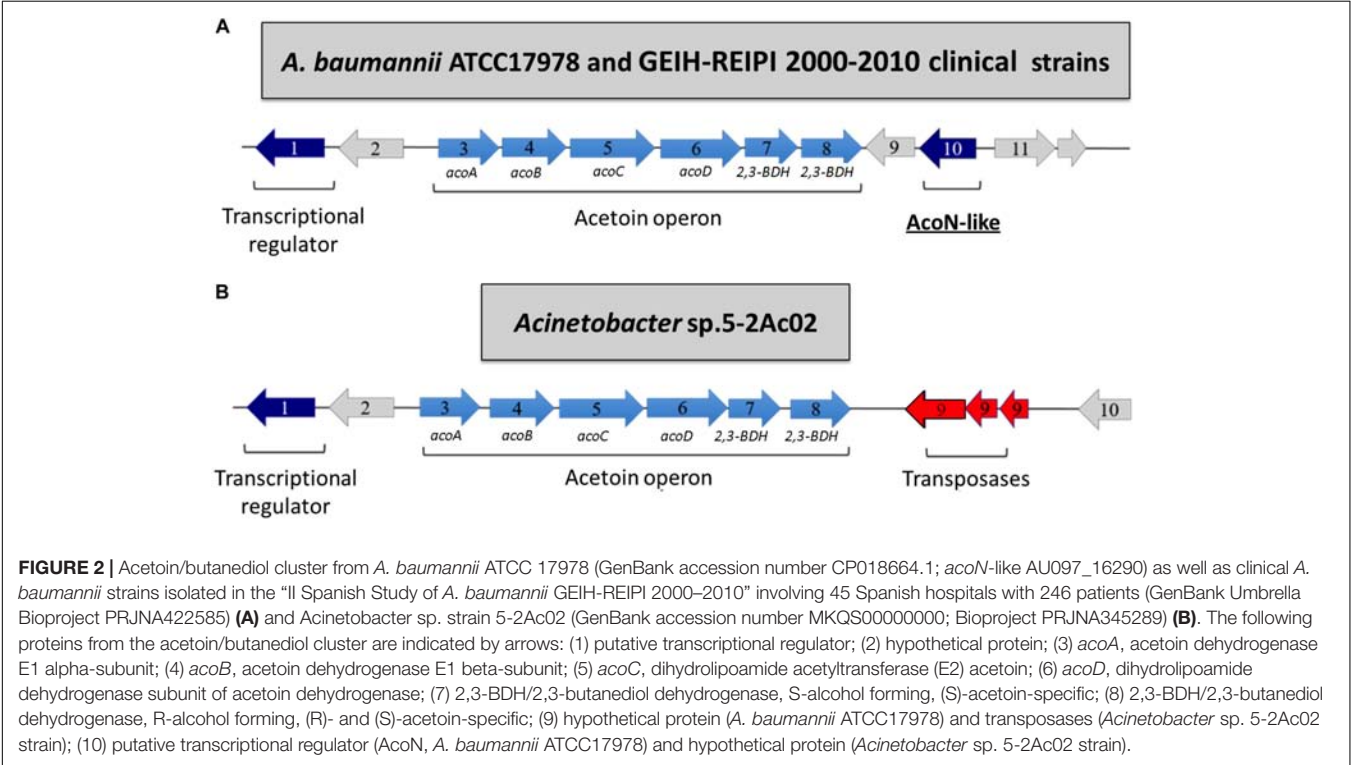 A
A. baumannii ATCC17978 and GEIH-REIPI 2000-2010 clinical strains
1 2 3 4 5 6 7 8 9 10 11
acoA acoB acoC acoD 2,3-BDH 2,3-BDH
Transcriptional
regulator
Acetoin operon
AcoN-like
B
Acinetobacter sp.5-2Ac02
1 2 3 4 5 6 7 8 9 9 9 10
acoA acoB acoC acoD 2,3-BDH 2,3-BDH
Transcriptional
regulator
Acetoin operon
Transposases
FIGURE 2 | Acetoin/butanediol cluster from A. baumannii ATCC 17978 (GenBank accession number CP018664.1; acoN-like AU097_16290) as well as clinical A.
baumannii strains isolated in the “II Spanish Study of A. baumannii GEIH-REIPI 2000–2010” involving 45 Spanish hospitals with 246 patients (GenBank Umbrella
Bioproject PRJNA422585) (A) and Acinetobacter sp. strain 5-2Ac02 (GenBank accession number MKQS00000000; Bioproject PRJNA345289) (B). The following
proteins from the acetoin/butanediol cluster are indicated by arrows: (1) putative transcriptional regulator; (2) hypothetical protein; (3) acoA, acetoin dehydrogenase
E1 alpha-subunit; (4) acoB, acetoin dehydrogenase E1 beta-subunit; (5) acoC, dihydrolipoamide acetyltransferase (E2) acetoin; (6) acoD, dihydrolipoamide
dehydrogenase subunit of acetoin dehydrogenase; (7) 2,3-BDH/2,3-butanediol dehydrogenase, S-alcohol forming, (S)-acetoin-specific; (8) 2,3-BDH/2,3-butanediol
dehydrogenase, R-alcohol forming, (R)- and (S)-acetoin-specific; (9) hypothetical protein (A. baumannii ATCC17978) and transposases (Acinetobacter sp. 5-2Ac02
strain); (10) putative transcriptional regulator (AcoN, A. baumannii ATCC17978) and hypothetical protein (Acinetobacter sp. 5-2Ac02 strain).